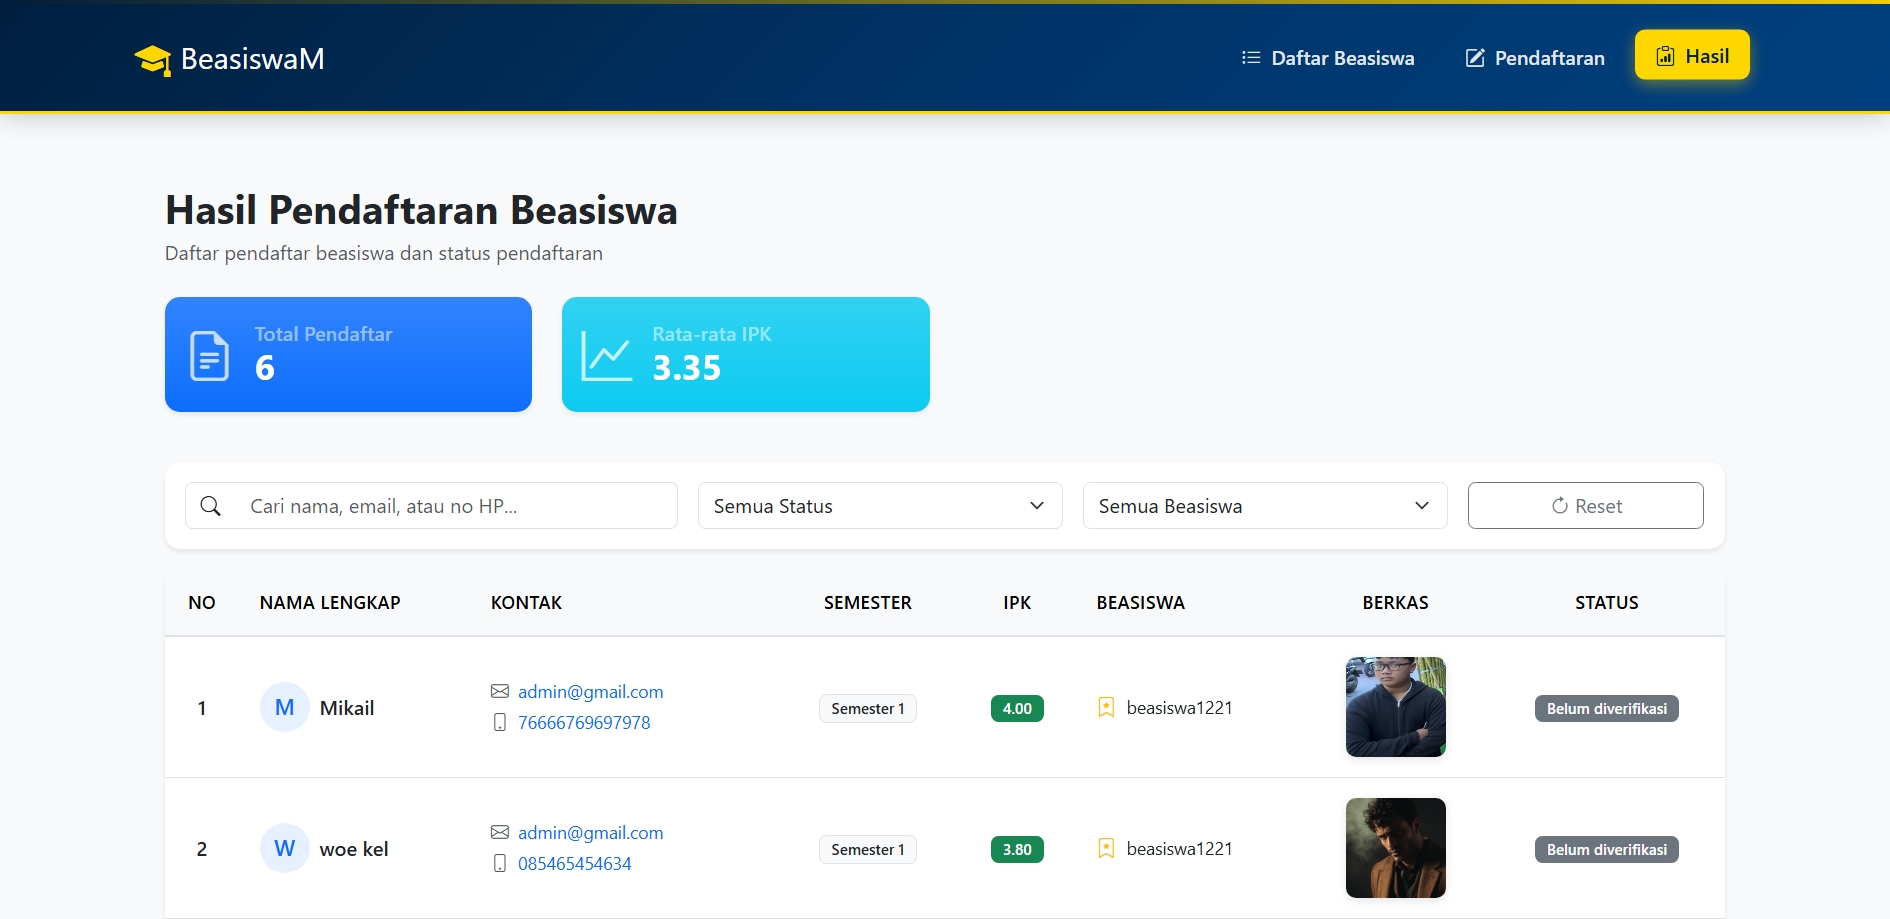 BeasiswaM
Daftar Beasiswa
Pendaftaran
Hasil
Hasil Pendaftaran Beasiswa
Daftar pendaftar beasiswa dan status pendaftaran
Total Pendaftar
6
Rata-rata IPK
3.35
Cari nama, email, atau no HP...
Semua Status
Semua Beasiswa
Reset
NO NAMA LENGKAP KONTAK SEMESTER IPK BEASISWA BERKAS STATUS
1 M Mikail admin@gmail.com 76666769697978 Semester 1 4.00 beasiswa1221 Belum diverifikasi
2 W woe kel admin@gmail.com 085465454634 Semester 1 3.80 beasiswa1221 Belum diverifikasi